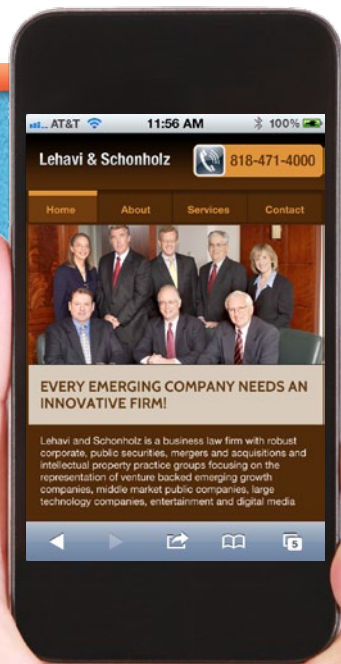 AT&T 11:56 AM 100%
Lehavi & Schonholz 818-471-4000
Home About Services Contact
EVERY EMERGING COMPANY NEEDS AN
INNOVATIVE FIRM!
Lehavi and Schonholz is a business law firm with robust
corporate, public securities, mergers and acquisitions and
intellectual property practice groups focusing on the
representation of venture backed emerging growth
companies, middle market public companies, large
technology companies, entertainment and digital media
5